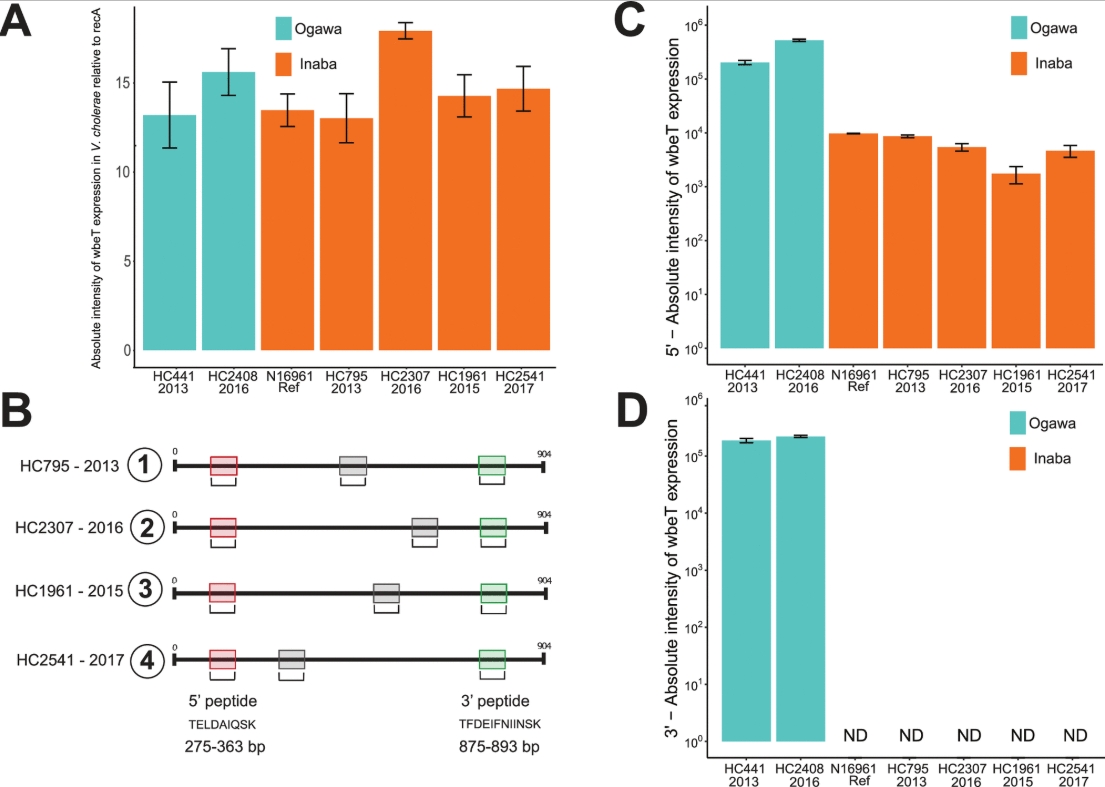 A
Absolute intensity of wbeT expression in V. cholerae relative to recA
15
10
5
0
Ogawa
Inaba
HC441
2013
HC2408
2016
N16961
Ref
HC795
2013
HC2307
2016
HC1961
2015
HC2541
2017
B
HC795 - 2013
1
0
904
HC2307 - 2016
2
0
904
HC1961 - 2015
3
0
904
HC2541 - 2017
4
0
904
5' peptide
TELDAIQSK
275-363 bp
3' peptide
TFDEIFNIINSK
875-893 bp
C
5' – Absolute intensity of wbeT expression
10⁶
10⁵
10⁴
10³
10²
10¹
10⁰
Ogawa
Inaba
HC441
2013
HC2408
2016
N16961
Ref
HC795
2013
HC2307
2016
HC1961
2015
HC2541
2017
D
3' – Absolute intensity of wbeT expression
10⁶
10⁵
10⁴
10³
10²
10¹
10⁰
Ogawa
Inaba
ND ND ND ND ND
HC441
2013
HC2408
2016
N16961
Ref
HC795
2013
HC2307
2016
HC1961
2015
HC2541
2017